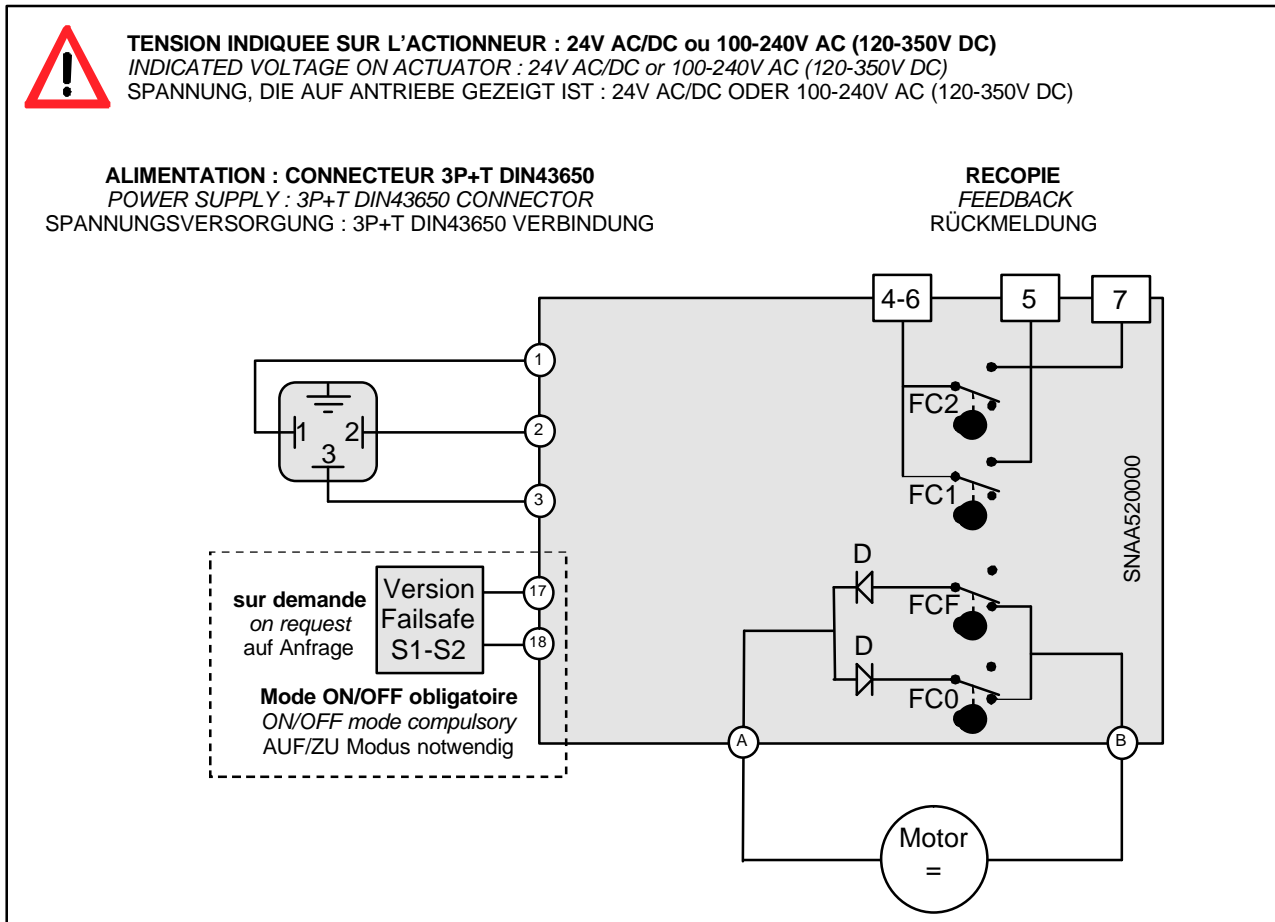 TENSION INDIQUEE SUR L'ACTIONNEUR : 24V AC/DC ou 100-240V AC (120-350V DC)
INDICATED VOLTAGE ON ACTUATOR : 24V AC/DC or 100-240V AC (120-350V DC)
SPANNUNG, DIE AUF ANTRIEBE GEZEIGT IST : 24V AC/DC ODER 100-240V AC (120-350V DC)
ALIMENTATION : CONNECTEUR 3P+T DIN43650
POWER SUPPLY : 3P+T DIN43650 CONNECTOR
SPANNUNGSVERSORGUNG : 3P+T DIN43650 VERBINDUNG
RECOPIE
FEEDBACK
RÜCKMELDUNG
4-6
5
7
1
FC2
1
2
2
3
FC1
3
SNAA520000
D
FCF
D
FC0
sur demande
on request
auf Anfrage
Version
Failsafe
S1-S2
17
18
Mode ON/OFF obligatoire
ON/OFF mode compulsory
AUF/ZU Modus notwendig
A
B
Motor
=